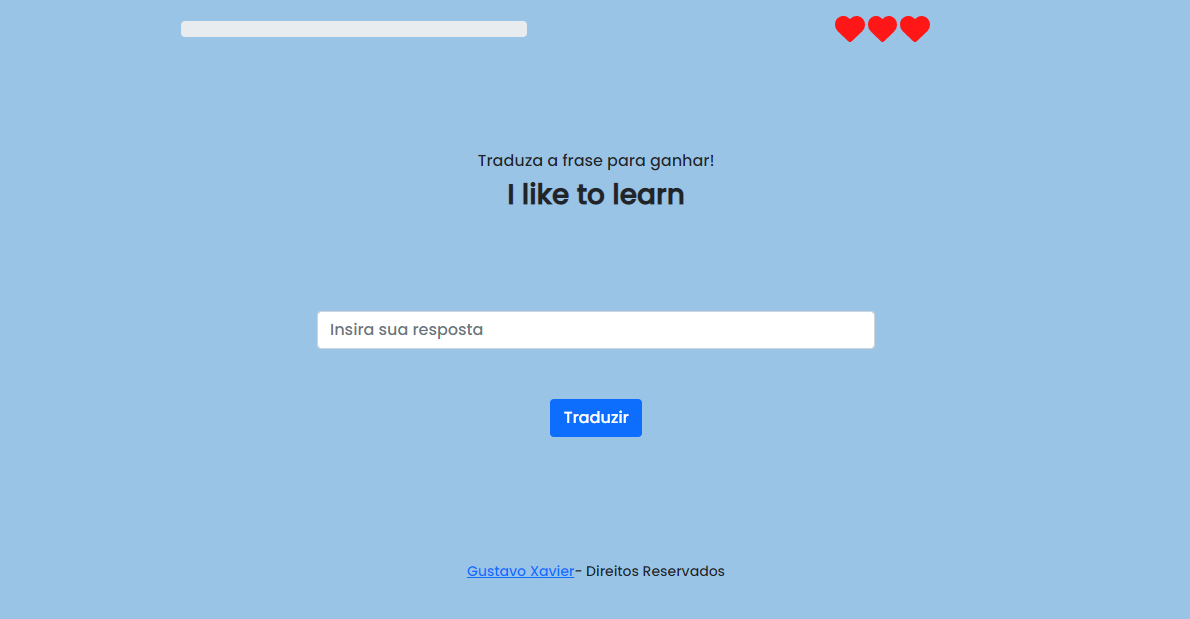 Traduza a frase para ganhar!
I like to learn
Insira sua resposta
Traduzir
Gustavo Xavier- Direitos Reservados